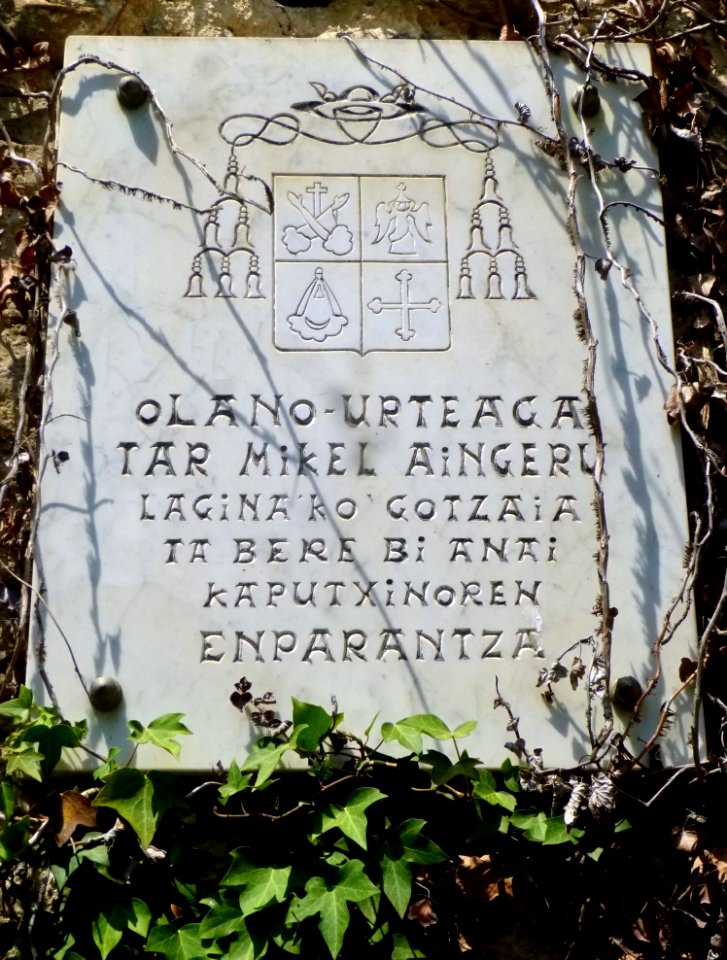 OLANO-URTEAGA
TAR MiKEL AiNGERU
LAGiNA'KO' GOTZAiA
TA BERE Bi ANAi
KAPUTXiNOREN
ENPARANTZA